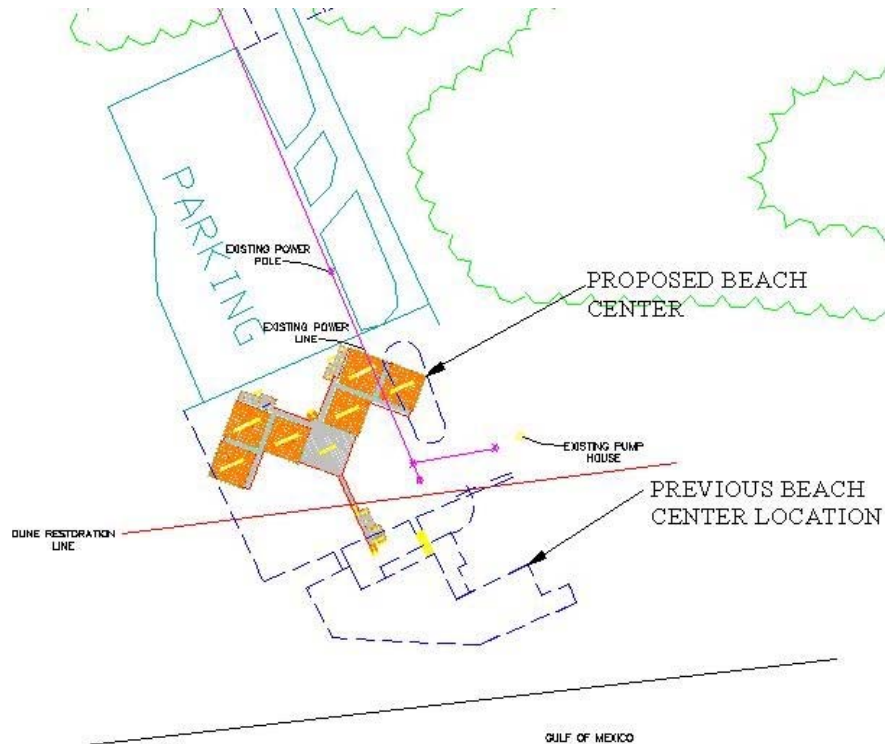 PARKING
EXISTING POWER
POLE
PROPOSED BEACH
CENTER
EXISTING POWER
LINE
EXISTING PUMP
HOUSE
PREVIOUS BEACH
CENTER LOCATION
DUNE RESTORATION
LINE
GULF OF MEXICO